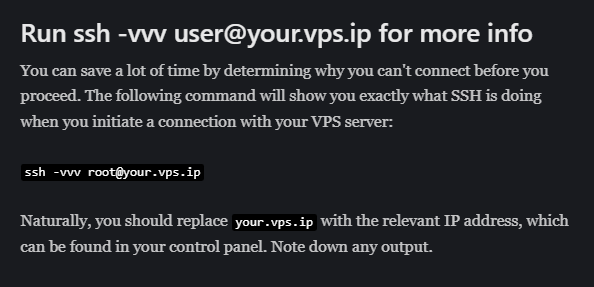 Run ssh -vvv user@your.vps.ip for more info
You can save a lot of time by determining why you can't connect before you
proceed. The following command will show you exactly what SSH is doing
when you initiate a connection with your VPS server:
ssh -vvv root@your.vps.ip
Naturally, you should replace your.vps.ip with the relevant IP address, which
can be found in your control panel. Note down any output.